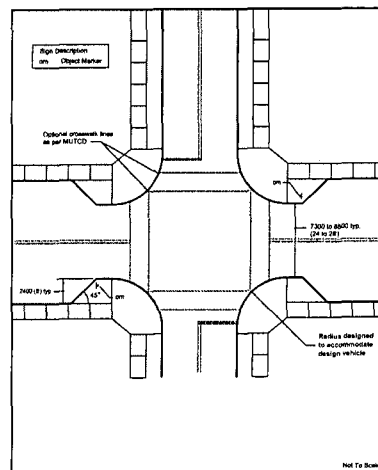 Sign Description
om Object Marker
Optional crosswalk lines
as per MUTCD
om
7300 to 8500 typ.
(24 to 28')
2400 (8') typ
45°
om
Radius designed
to accommodate
design vehicle
Not To Scale